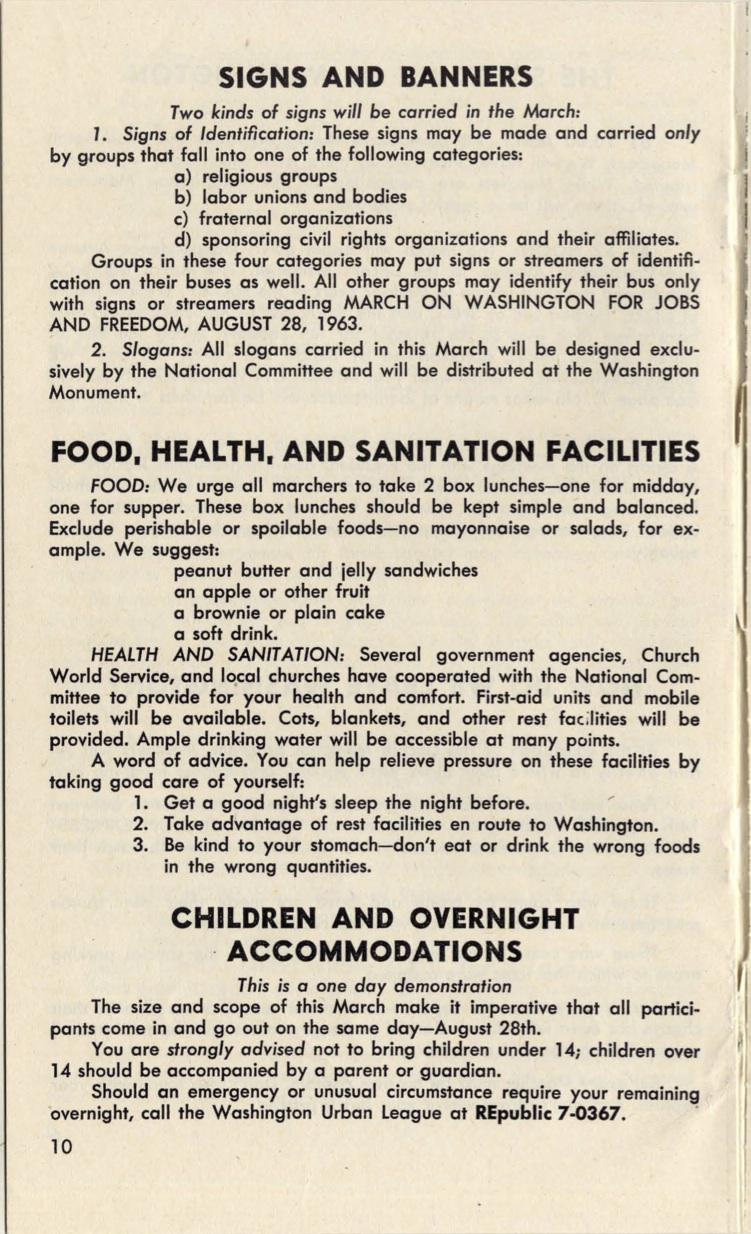 SIGNS AND BANNERS
Two kinds of signs will be carried in the March:
1. Signs of Identification: These signs may be made and carried only
by groups that fall into one of the following categories:
a) religious groups
b) labor unions and bodies
c) fraternal organizations
d) sponsoring civil rights organizations and their affiliates.
Groups in these four categories may put signs or streamers of identifi-
cation on their buses as well. All other groups may identify their bus only
with signs or streamers reading MARCH ON WASHINGTON FOR JOBS
AND FREEDOM, AUGUST 28, 1963.
2. Slogans: All slogans carried in this March will be designed exclu-
sively by the National Committee and will be distributed at the Washington
Monument.
FOOD, HEALTH, AND SANITATION FACILITIES
FOOD: We urge all marchers to take 2 box lunches—one for midday,
one for supper. These box lunches should be kept simple and balanced.
Exclude perishable or spoilable foods—no mayonnaise or salads, for ex-
ample. We suggest:
peanut butter and jelly sandwiches
an apple or other fruit
a brownie or plain cake
a soft drink.
HEALTH AND SANITATION: Several government agencies, Church
World Service, and local churches have cooperated with the National Com-
mittee to provide for your health and comfort. First-aid units and mobile
toilets will be available. Cots, blankets, and other rest facilities will be
provided. Ample drinking water will be accessible at many points.
A word of advice. You can help relieve pressure on these facilities by
taking good care of yourself:
1. Get a good night's sleep the night before.
2. Take advantage of rest facilities en route to Washington.
3. Be kind to your stomach—don't eat or drink the wrong foods
in the wrong quantities.
CHILDREN AND OVERNIGHT
ACCOMMODATIONS
This is a one day demonstration
The size and scope of this March make it imperative that all partici-
pants come in and go out on the same day—August 28th.
You are strongly advised not to bring children under 14; children over
14 should be accompanied by a parent or guardian.
Should an emergency or unusual circumstance require your remaining
overnight, call the Washington Urban League at REpublic 7-0367.
10